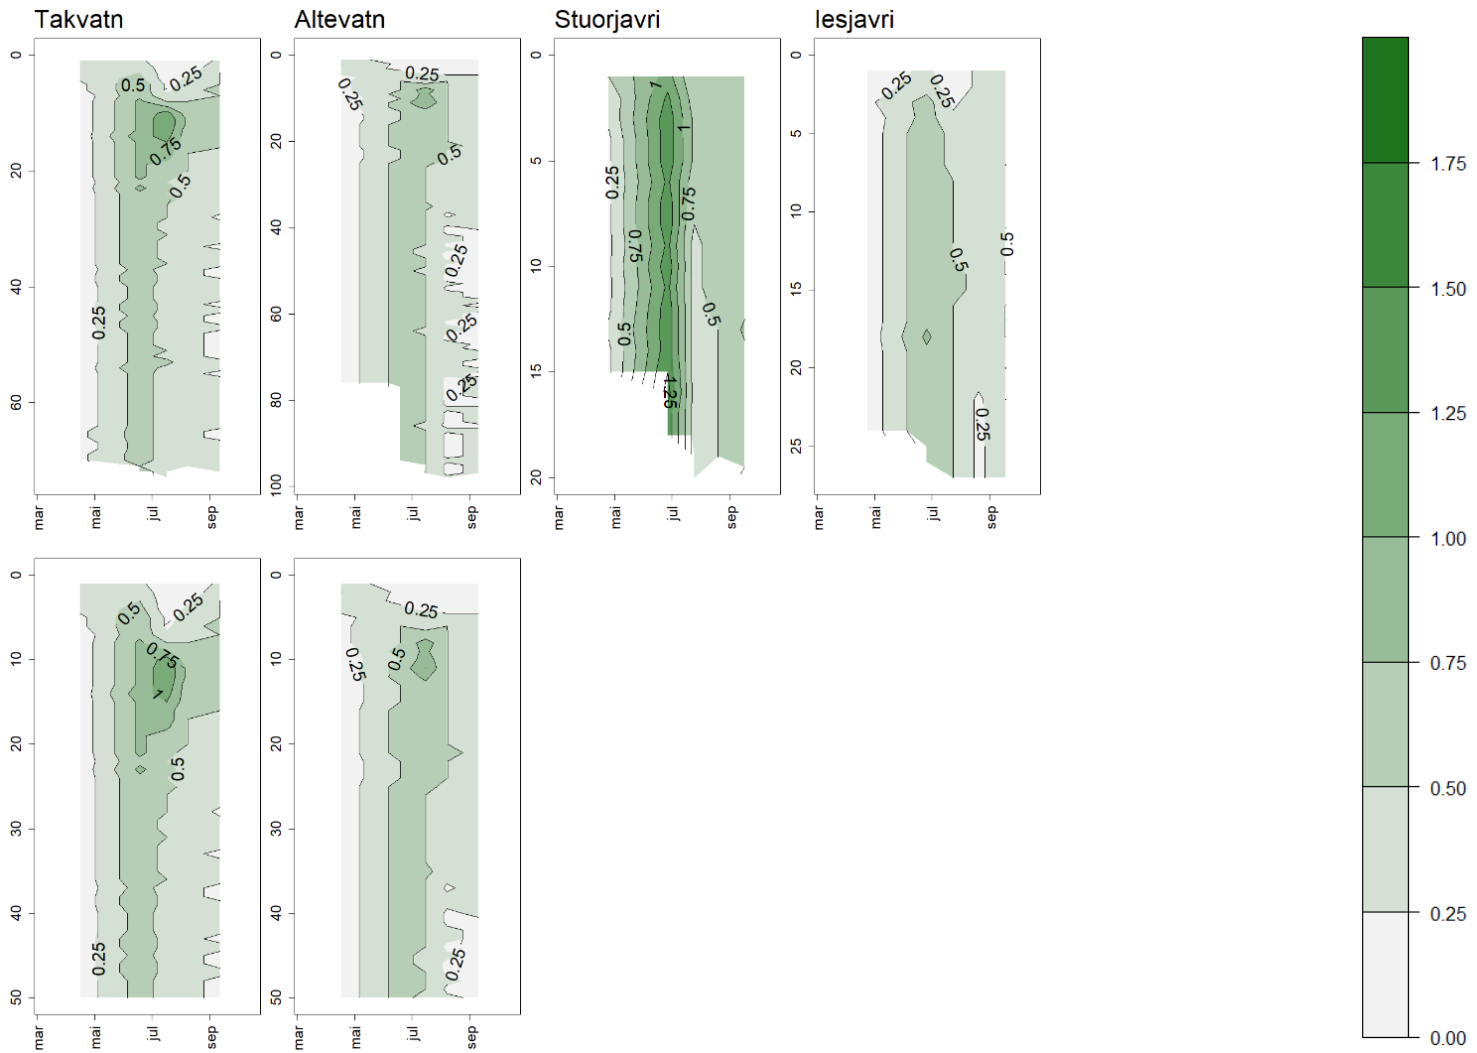 Takvatn Altevatn Stuorjavri Iesjavri
0 20 40 60
mar mai jul sep
0.5 0.25 0.75 0.5 0.25
0 20 40 60 80 100
mar mai jul sep
0.25 0.25 0.5 0.25 0.25 0.25
0 5 10 15 20
mar mai jul sep
1 1 0.25 0.75 0.75 0.5 0.5 1.25
0 5 10 15 20 25
mar mai jul sep
0.25 0.25 0.5 0.5 0.25
0 10 20 30 40 50
mar mai jul sep
0.5 0.25 0.75 1 0.5 0.25
0 10 20 30 40 50
mar mai jul sep
0.25 0.25 0.5 0.25
1.75
1.50
1.25
1.00
0.75
0.50
0.25
0.00